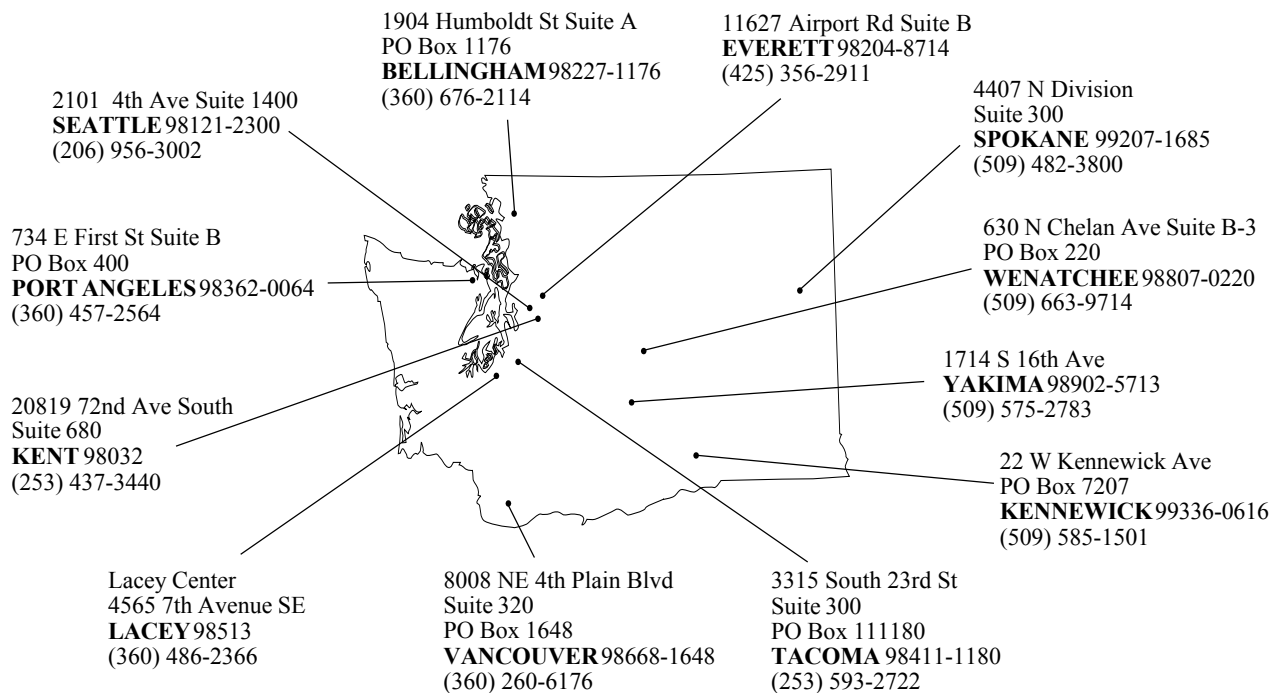 1904 Humboldt St Suite A
PO Box 1176
BELLINGHAM 98227-1176
(360) 676-2114
11627 Airport Rd Suite B
EVERETT 98204-8714
(425) 356-2911
2101 4th Ave Suite 1400
SEATTLE 98121-2300
(206) 956-3002
4407 N Division
Suite 300
SPOKANE 99207-1685
(509) 482-3800
734 E First St Suite B
PO Box 400
PORT ANGELES 98362-0064
(360) 457-2564
630 N Chelan Ave Suite B-3
PO Box 220
WENATCHEE 98807-0220
(509) 663-9714
1714 S 16th Ave
YAKIMA 98902-5713
(509) 575-2783
20819 72nd Ave South
Suite 680
KENT 98032
(253) 437-3440
22 W Kennewick Ave
PO Box 7207
KENNEWICK 99336-0616
(509) 585-1501
Lacey Center
4565 7th Avenue SE
LACEY 98513
(360) 486-2366
8008 NE 4th Plain Blvd
Suite 320
PO Box 1648
VANCOUVER 98668-1648
(360) 260-6176
3315 South 23rd St
Suite 300
PO Box 111180
TACOMA 98411-1180
(253) 593-2722